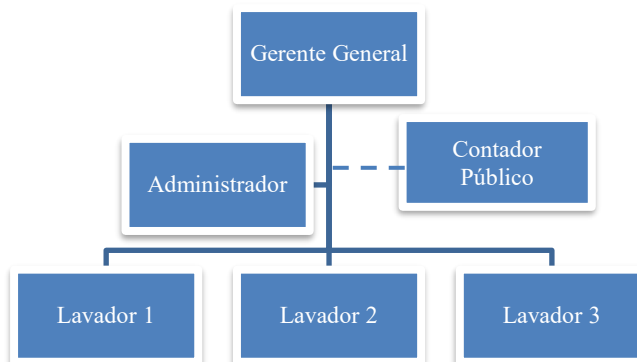 Gerente General
Administrador
Contador
Público
Lavador 1
Lavador 2
Lavador 3